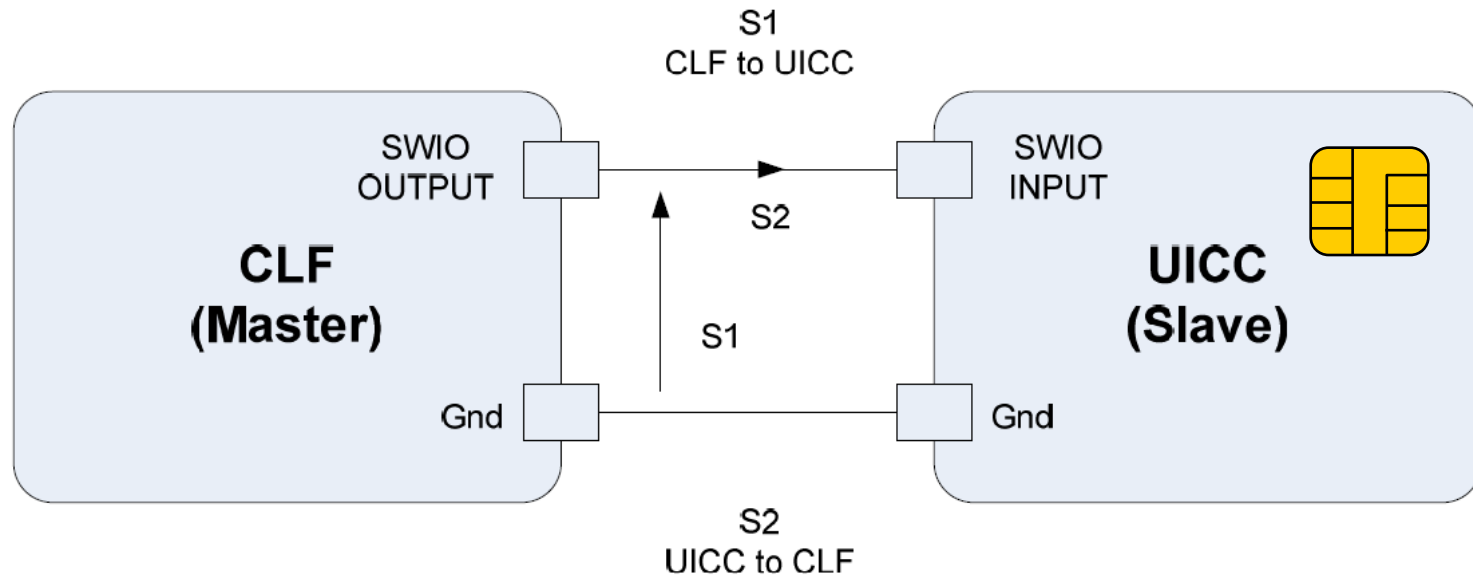 S1
CLF to UICC
SWIO
OUTPUT
SWIO
INPUT
S2
CLF
(Master)
UICC
(Slave)
S1
Gnd
Gnd
S2
UICC to CLF